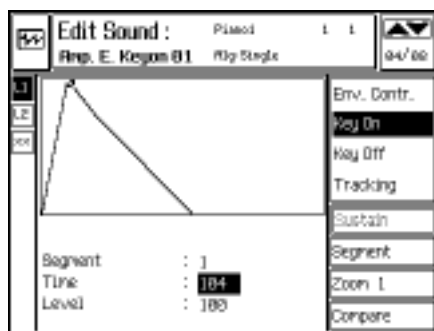 Edit Sound : Piano1 1 1
Amp. E. Keyon 01 Alg Single 04/08
L1 Env. Contr.
L2 Key On
Key Off
Tracking
Sustain
Segment : 1 Segment
Time : 104 Zoom 1
Level : 100 Compare